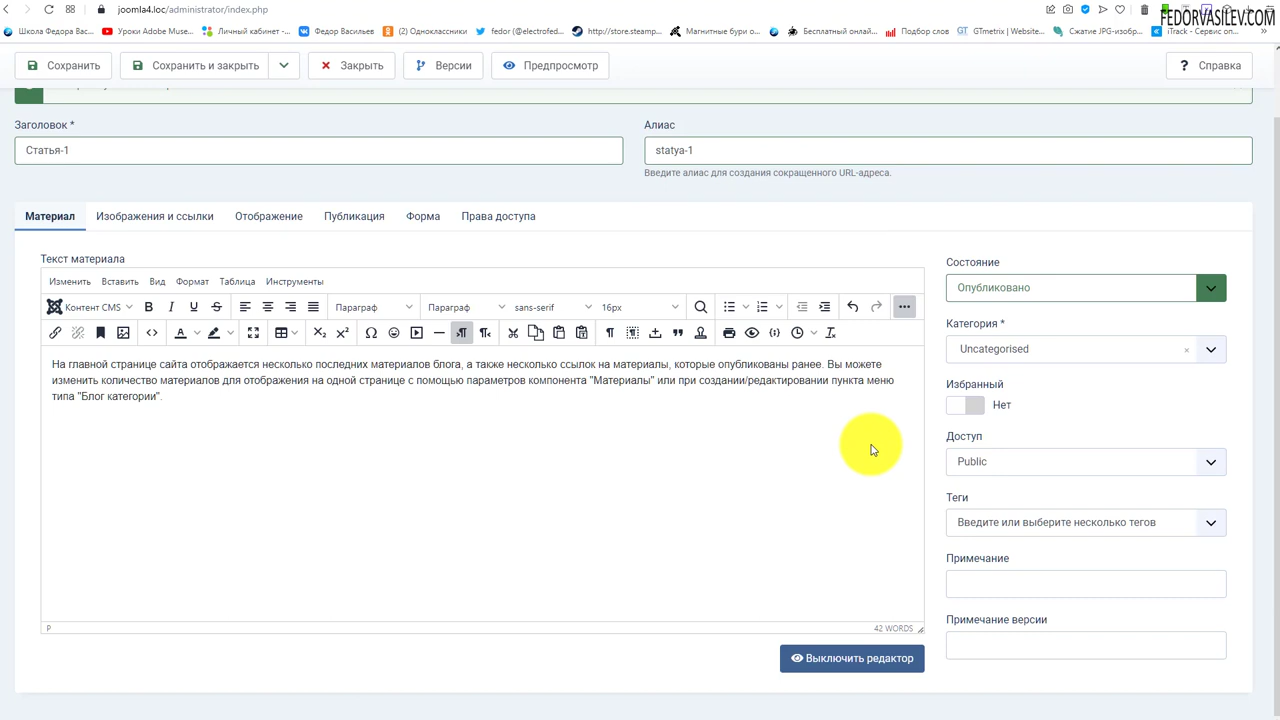 joomla4.loc/administrator/index.php
FEDORVASILEV.COM
Школа Федора Вас...
Уроки Adobe Muse...
Личный кабинет -...
Федор Васильев
(2) Одноклассники
fedor (@electrofed...
http://store.steamp...
Магнитные бури о...
Бесплатный онлай...
Подбор слов
GTmetrix | Website...
Сжатие JPG-изобр...
iTrack - Сервис оп...
Сохранить
Сохранить и закрыть
Закрыть
Версии
Предпросмотр
Справка
Заголовок *
Алиас
Статья-1
statya-1
Введите алиас для создания сокращенного URL-адреса.
Материал
Изображения и ссылки
Отображение
Публикация
Форма
Права доступа
Текст материала
Изменить
Вставить
Вид
Формат
Таблица
Инструменты
Контент CMS
Параграф
Параграф
sans-serif
16px
На главной странице сайта отображается несколько последних материалов блога, а также несколько ссылок на материалы, которые опубликованы ранее. Вы можете
изменить количество материалов для отображения на одной странице с помощью параметров компонента "Материалы" или при создании/редактировании пункта меню
типа "Блог категории".
P
42 WORDS
Выключить редактор
Состояние
Опубликовано
Категория *
Uncategorised
Избранный
Нет
Доступ
Public
Теги
Введите или выберите несколько тегов
Примечание
Примечание версии